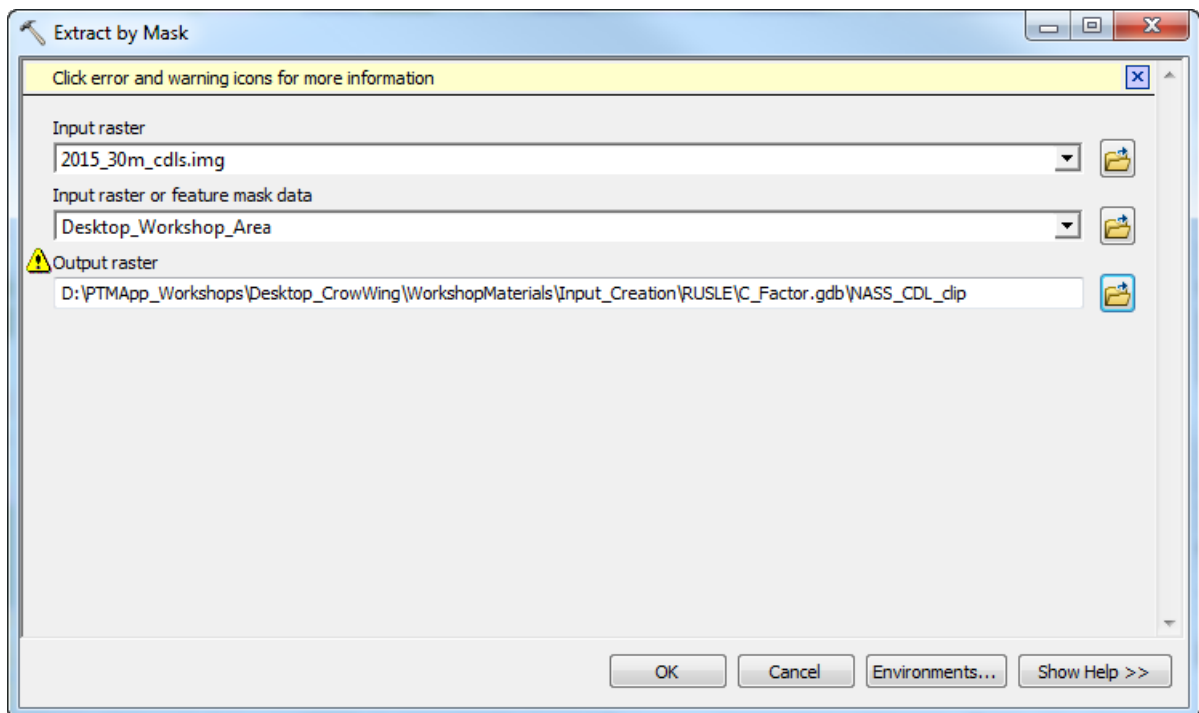 Extract by Mask
Click error and warning icons for more information
Input raster
2015_30m_cdls.img
Input raster or feature mask data
Desktop_Workshop_Area
Output raster
D:\PTMApp_Workshops\Desktop_CrowWing\WorkshopMaterials\Input_Creation\RUSLE\C_Factor.gdb\NASS_CDL_clip
OK Cancel Environments... Show Help >>